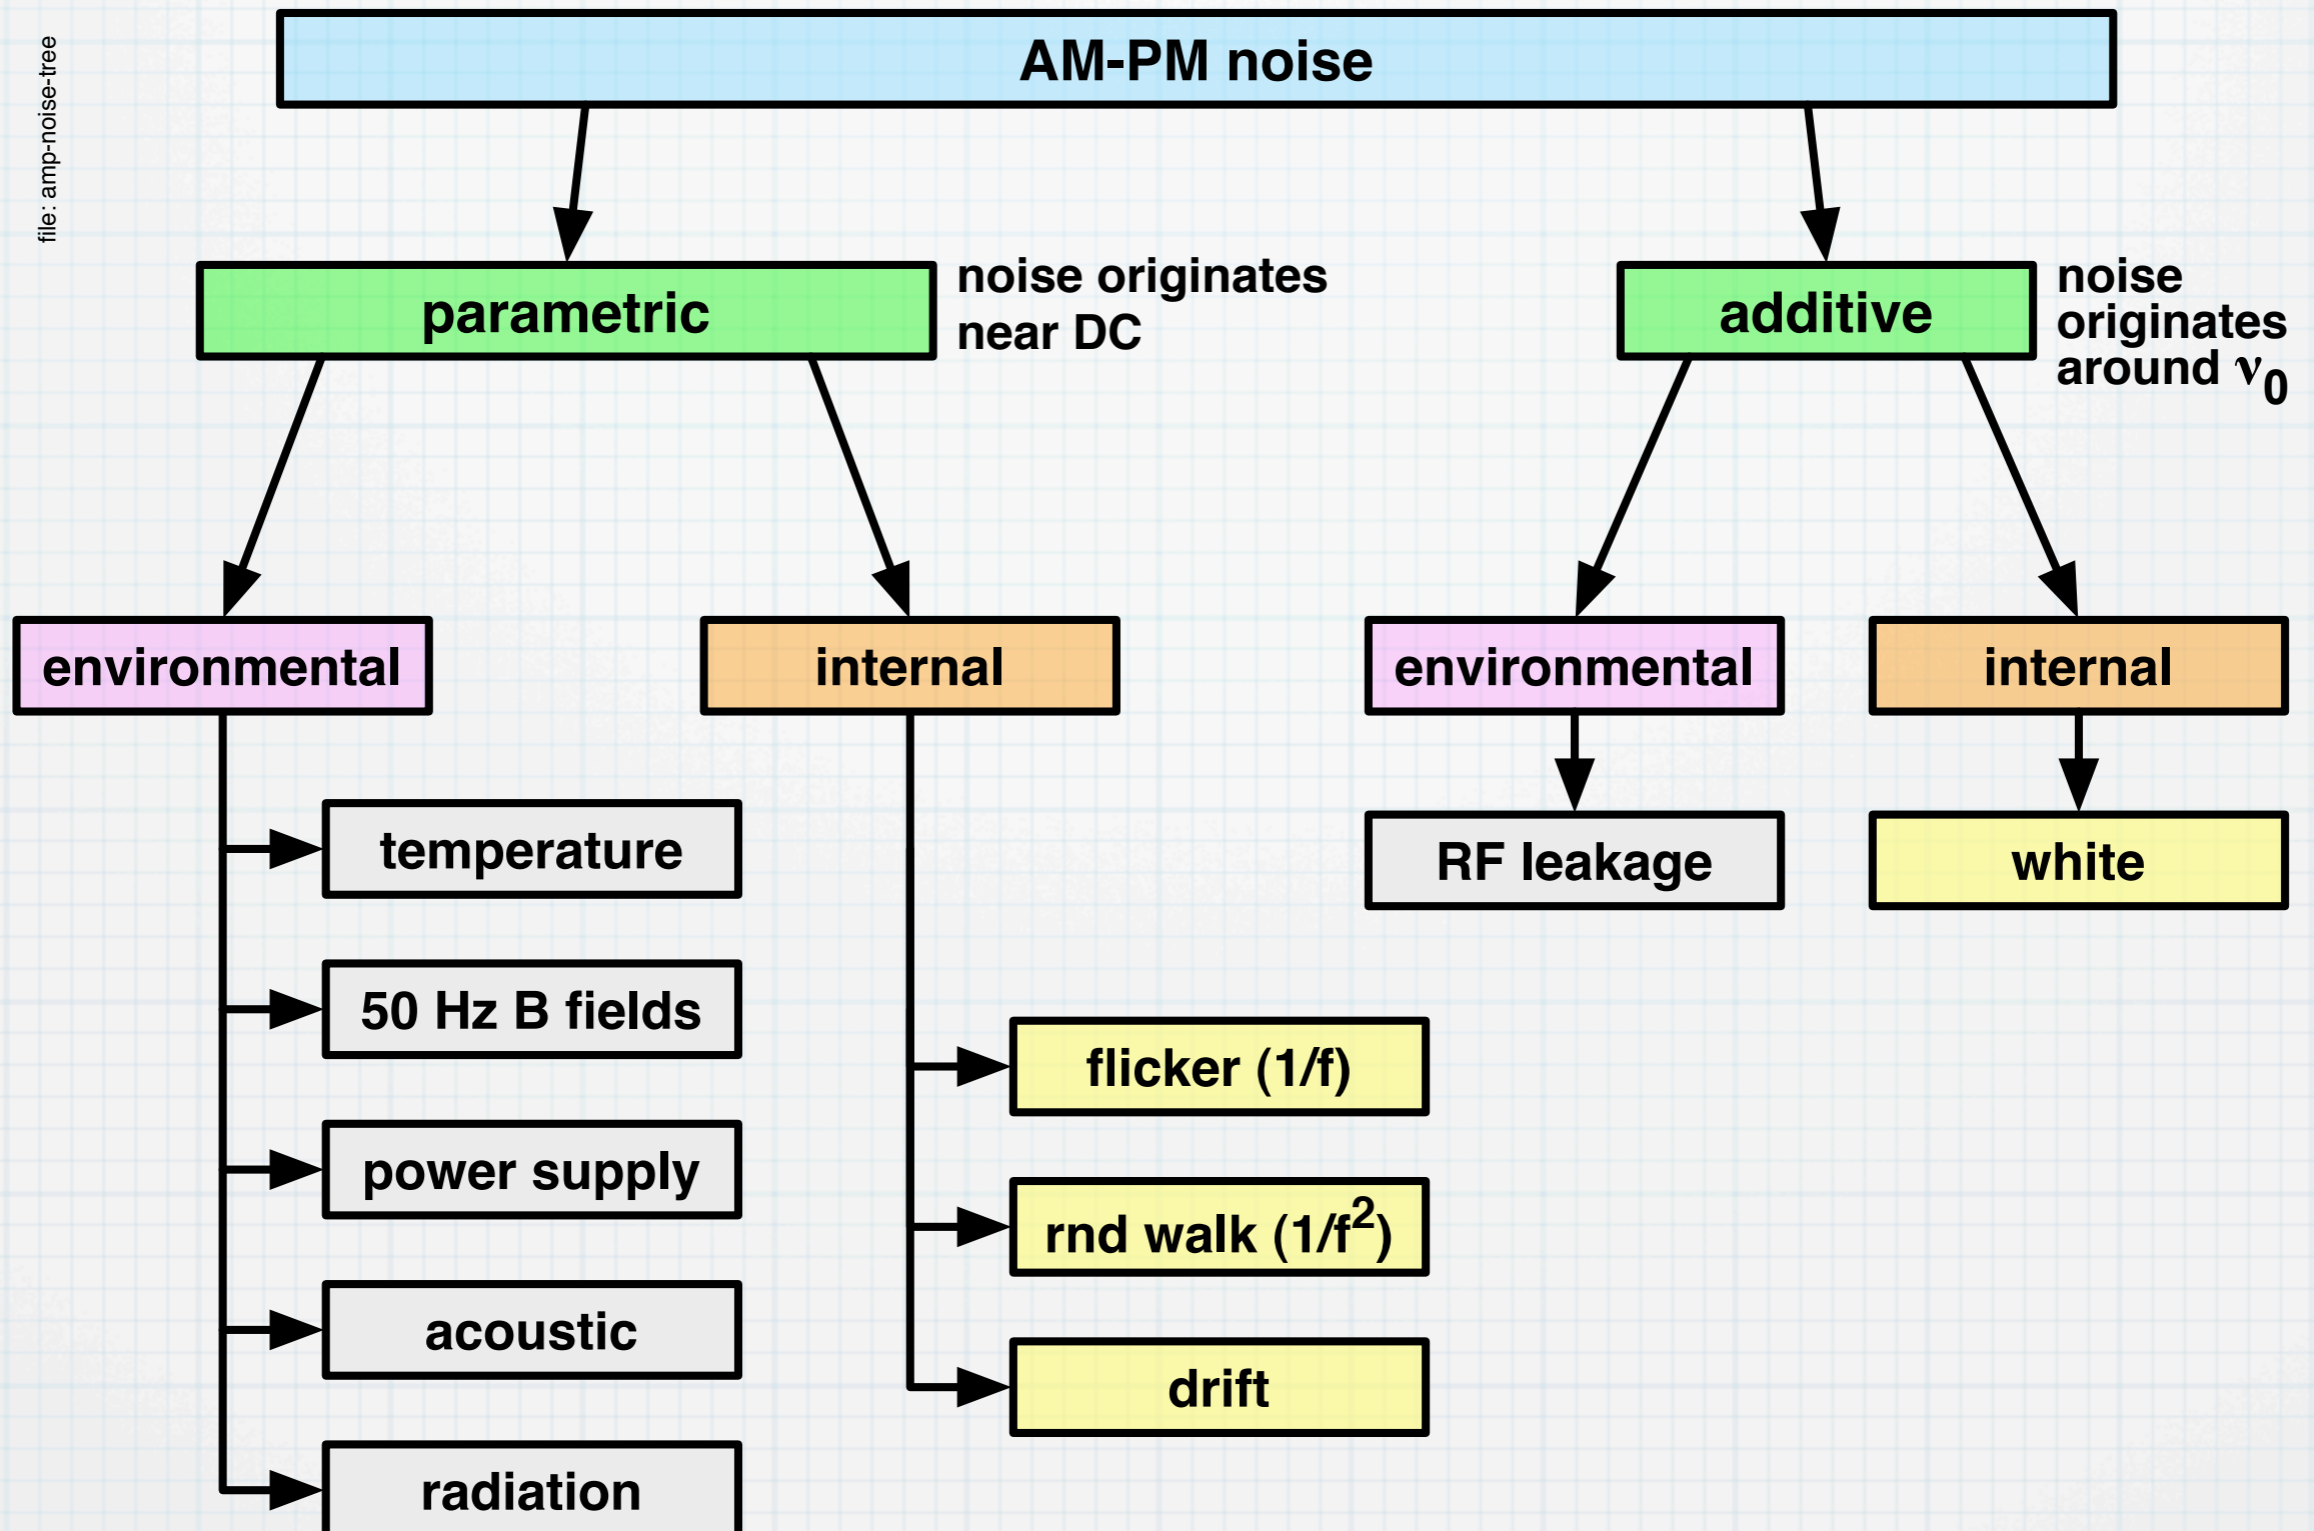 file: amp-noise-tree
AM-PM noise
parametric
noise originates
near DC
additive
noise
originates
around ν₀
environmental
internal
environmental
internal
temperature
50 Hz B fields
power supply
acoustic
radiation
flicker (1/f)
rnd walk (1/f²)
drift
RF leakage
white